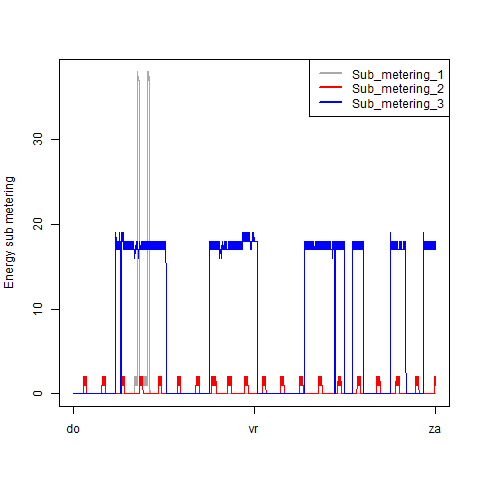 Sub_metering_1
Sub_metering_2
Sub_metering_3
Energy sub metering
30
20
10
0
do vr za